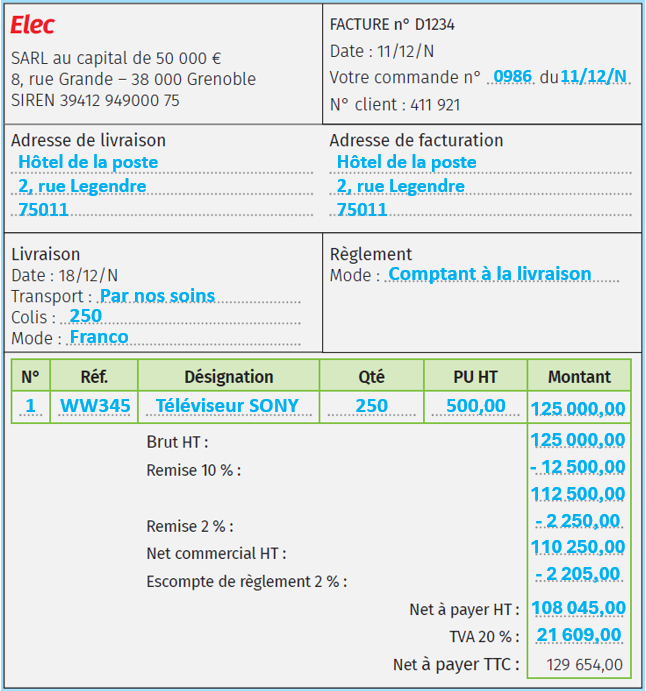 Elec
SARL au capital de 50 000 €
8, rue Grande – 38 000 Grenoble
SIREN 39412 949000 75
FACTURE n° D1234
Date : 11/12/N
Votre commande n° 0986 du 11/12/N
N° client : 411 921
Adresse de livraison
Hôtel de la poste
2, rue Legendre
75011
Adresse de facturation
Hôtel de la poste
2, rue Legendre
75011
Livraison
Date : 18/12/N
Transport : Par nos soins
Colis : 250
Mode : Franco
Règlement
Mode : Comptant à la livraison
N° Réf. Désignation Qté PU HT Montant
1 WW345 Téléviseur SONY 250 500,00 125 000,00
Brut HT : 125 000,00
Remise 10 % : - 12 500,00
112 500,00
Remise 2 % : - 2 250,00
Net commercial HT : 110 250,00
Escompte de règlement 2 % : - 2 205,00
Net à payer HT : 108 045,00
TVA 20 % : 21 609,00
Net à payer TTC : 129 654,00